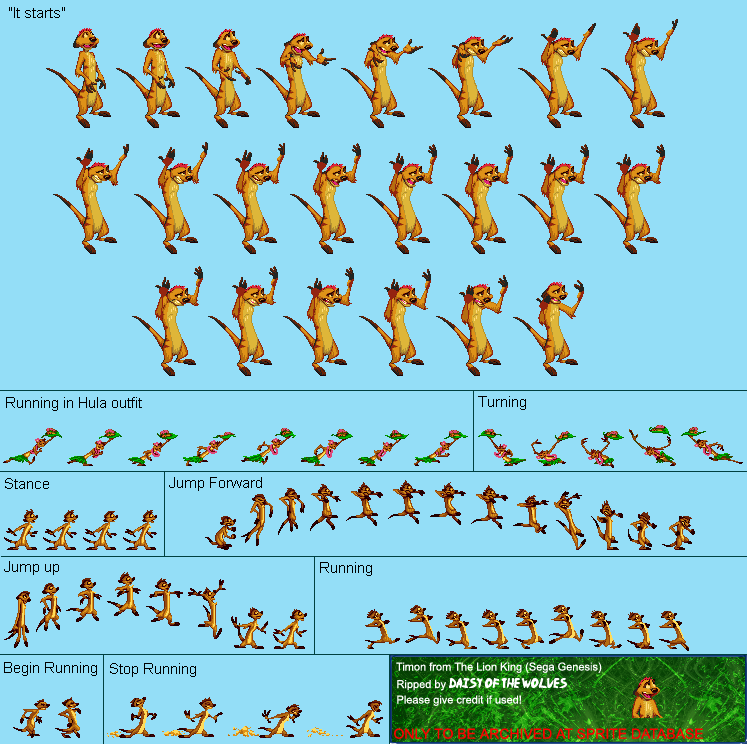 "It starts"
Running in Hula outfit
Turning
Stance
Jump Forward
Jump up
Running
Begin Running
Stop Running
Timon from The Lion King (Sega Genesis)
Ripped by DAISY OF THE WOLVES
Please give credit if used!
ONLY TO BE ARCHIVED AT SPRITE DATABASE